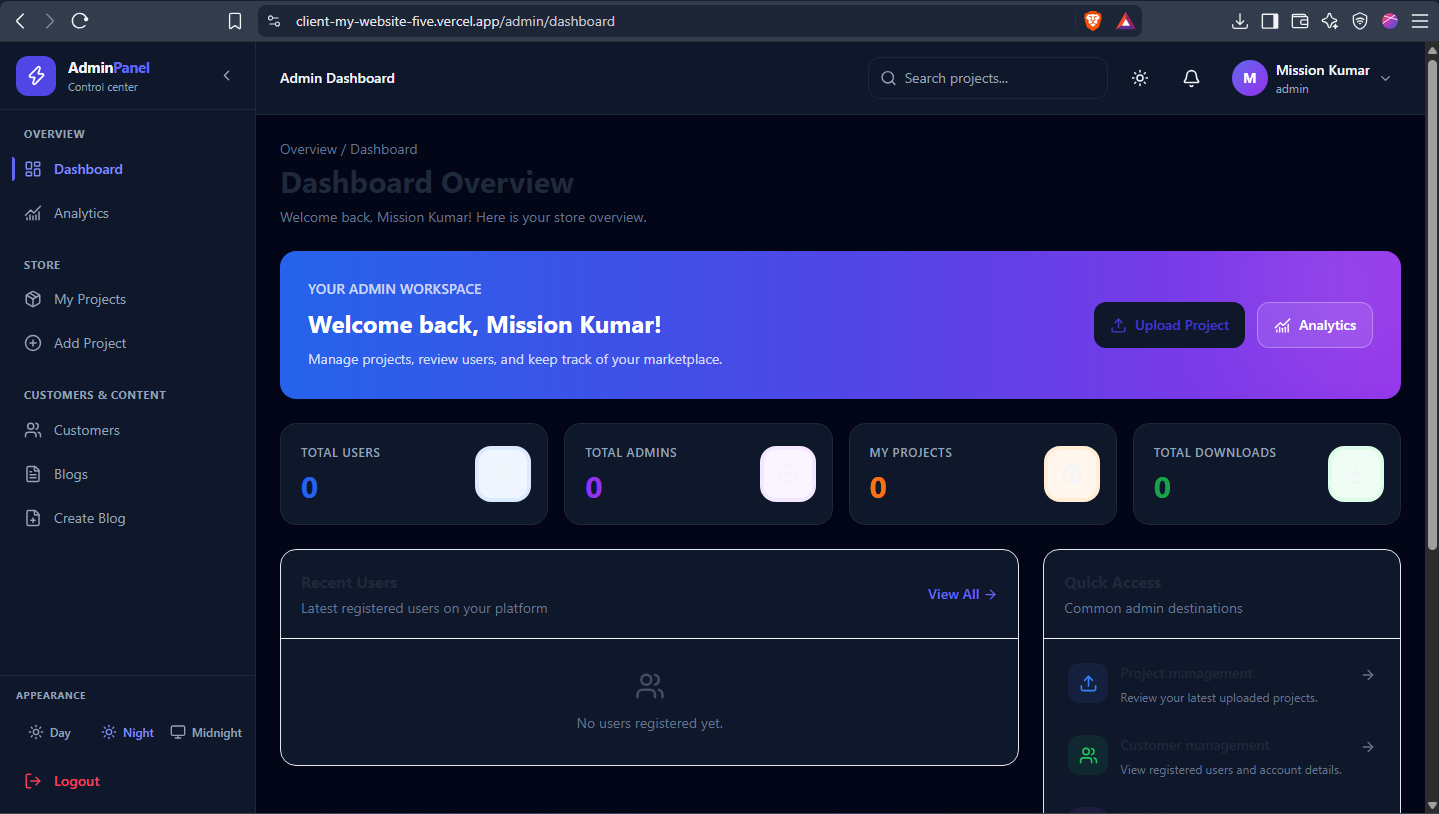 client-my-website-five.vercel.app/admin/dashboard
AdminPanel
Control center
Admin Dashboard
Search projects...
M
Mission Kumar
admin
OVERVIEW
Dashboard
Analytics
STORE
My Projects
Add Project
CUSTOMERS & CONTENT
Customers
Blogs
Create Blog
APPEARANCE
Day
Night
Midnight
Logout
Overview / Dashboard
Dashboard Overview
Welcome back, Mission Kumar! Here is your store overview.
YOUR ADMIN WORKSPACE
Welcome back, Mission Kumar!
Manage projects, review users, and keep track of your marketplace.
Upload Project
Analytics
TOTAL USERS
0
TOTAL ADMINS
0
MY PROJECTS
0
TOTAL DOWNLOADS
0
Recent Users
Latest registered users on your platform
View All
No users registered yet.
Quick Access
Common admin destinations
Project management
Review your latest uploaded projects.
Customer management
View registered users and account details.